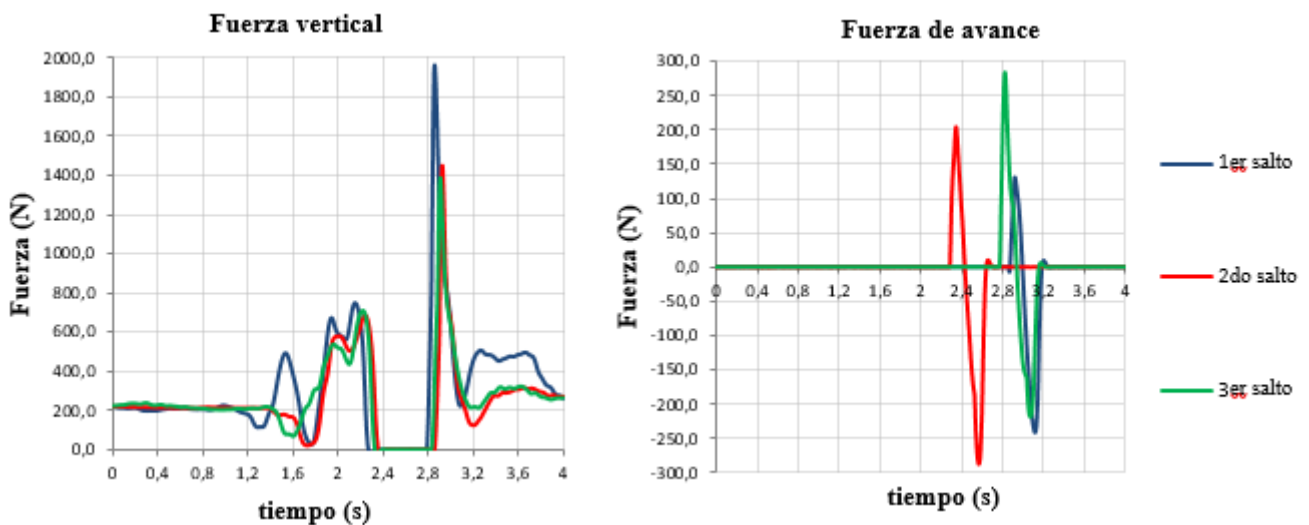 Fuerza vertical
2000,0
1800,0
1600,0
1400,0
1200,0
1000,0
800,0
600,0
400,0
200,0
0,0
Fuerza (N)
0 0,4 0,8 1,2 1,6 2 2,4 2,8 3,2 3,6 4
tiempo (s)
Fuerza de avance
300,0
250,0
200,0
150,0
100,0
50,0
0,0
-50,0
-100,0
-150,0
-200,0
-250,0
-300,0
Fuerza (N)
0 0,4 0,8 1,2 1,6 2 2,4 2,8 3,2 3,6 4
tiempo (s)
1er salto
2do salto
3er salto